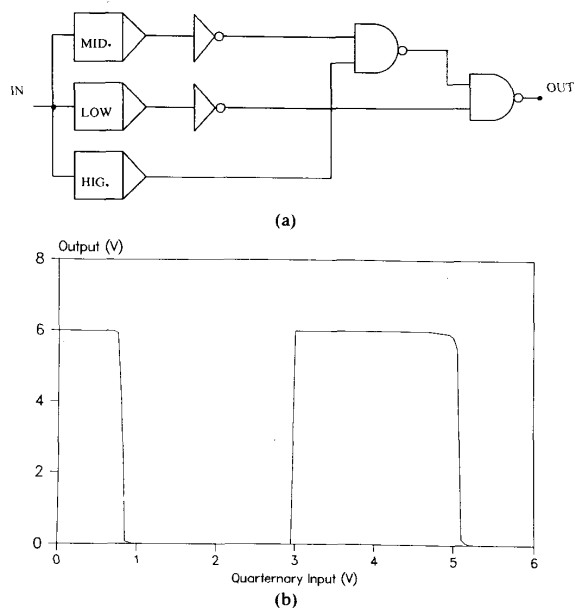 MID.
IN
LOW
OUT
HIG.
(a)
Output (V)
8
6
4
2
0
0 1 2 3 4 5 6
Quarternary Input (V)
(b)